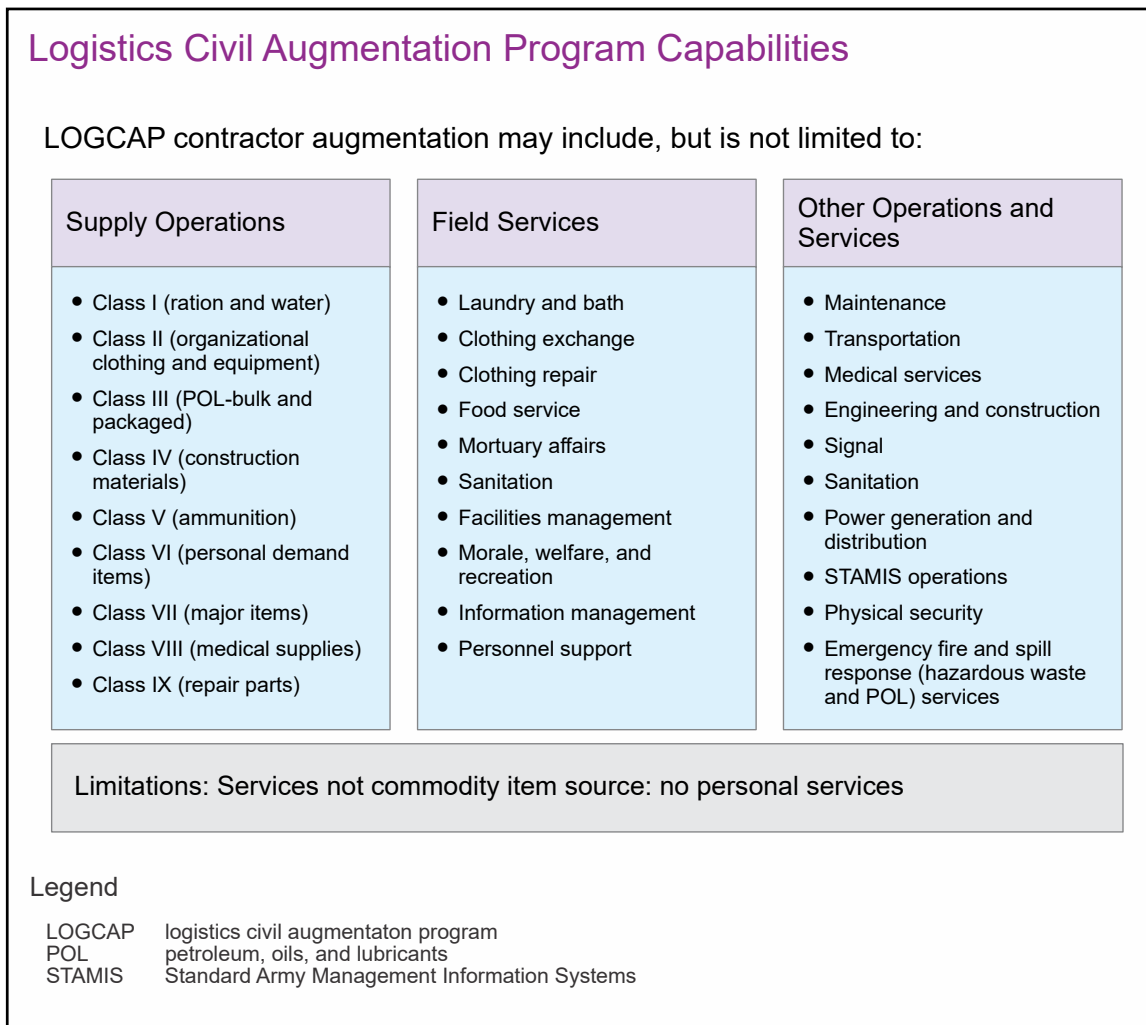 Logistics Civil Augmentation Program Capabilities
LOGCAP contractor augmentation may include, but is not limited to:
Supply Operations
• Class I (ration and water)
• Class II (organizational
clothing and equipment)
• Class III (POL-bulk and
packaged)
• Class IV (construction
materials)
• Class V (ammunition)
• Class VI (personal demand
items)
• Class VII (major items)
• Class VIII (medical supplies)
• Class IX (repair parts)
Field Services
• Laundry and bath
• Clothing exchange
• Clothing repair
• Food service
• Mortuary affairs
• Sanitation
• Facilities management
• Morale, welfare, and
recreation
• Information management
• Personnel support
Other Operations and
Services
• Maintenance
• Transportation
• Medical services
• Engineering and construction
• Signal
• Sanitation
• Power generation and
distribution
• STAMIS operations
• Physical security
• Emergency fire and spill
response (hazardous waste
and POL) services
Limitations: Services not commodity item source: no personal services
Legend
LOGCAP logistics civil augmentaton program
POL petroleum, oils, and lubricants
STAMIS Standard Army Management Information Systems